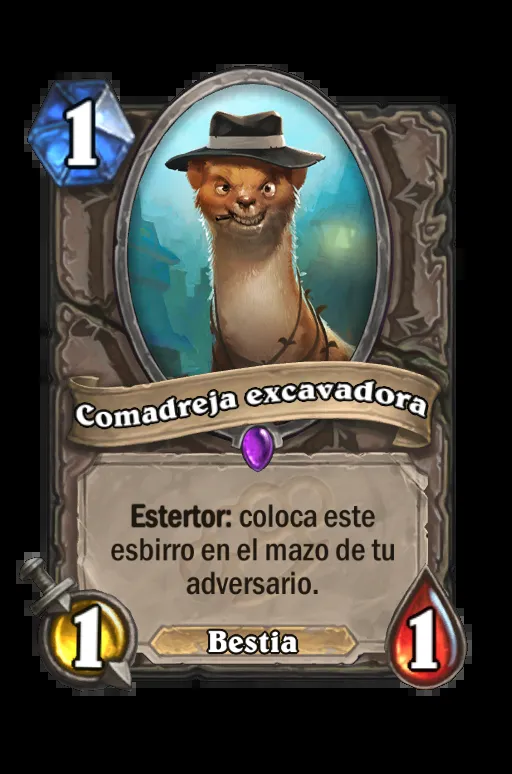 1
Comadreja excavadora
Estertor: coloca este
esbirro en el mazo de tu
adversario.
1
Bestia
1